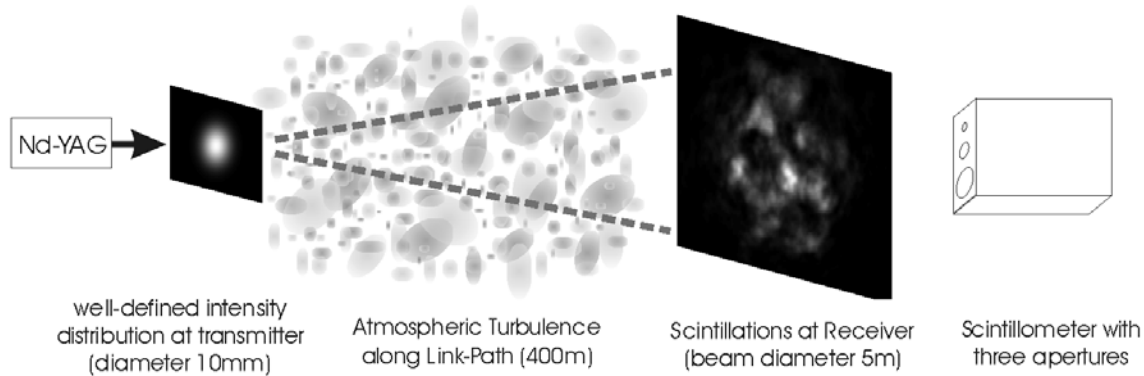 Nd-YAG
well-defined intensity
distribution at transmitter
(diameter 10mm)
Atmospheric Turbulence
along Link-Path (400m)
Scintillations at Receiver
(beam diameter 5m)
Scintillometer with
three apertures